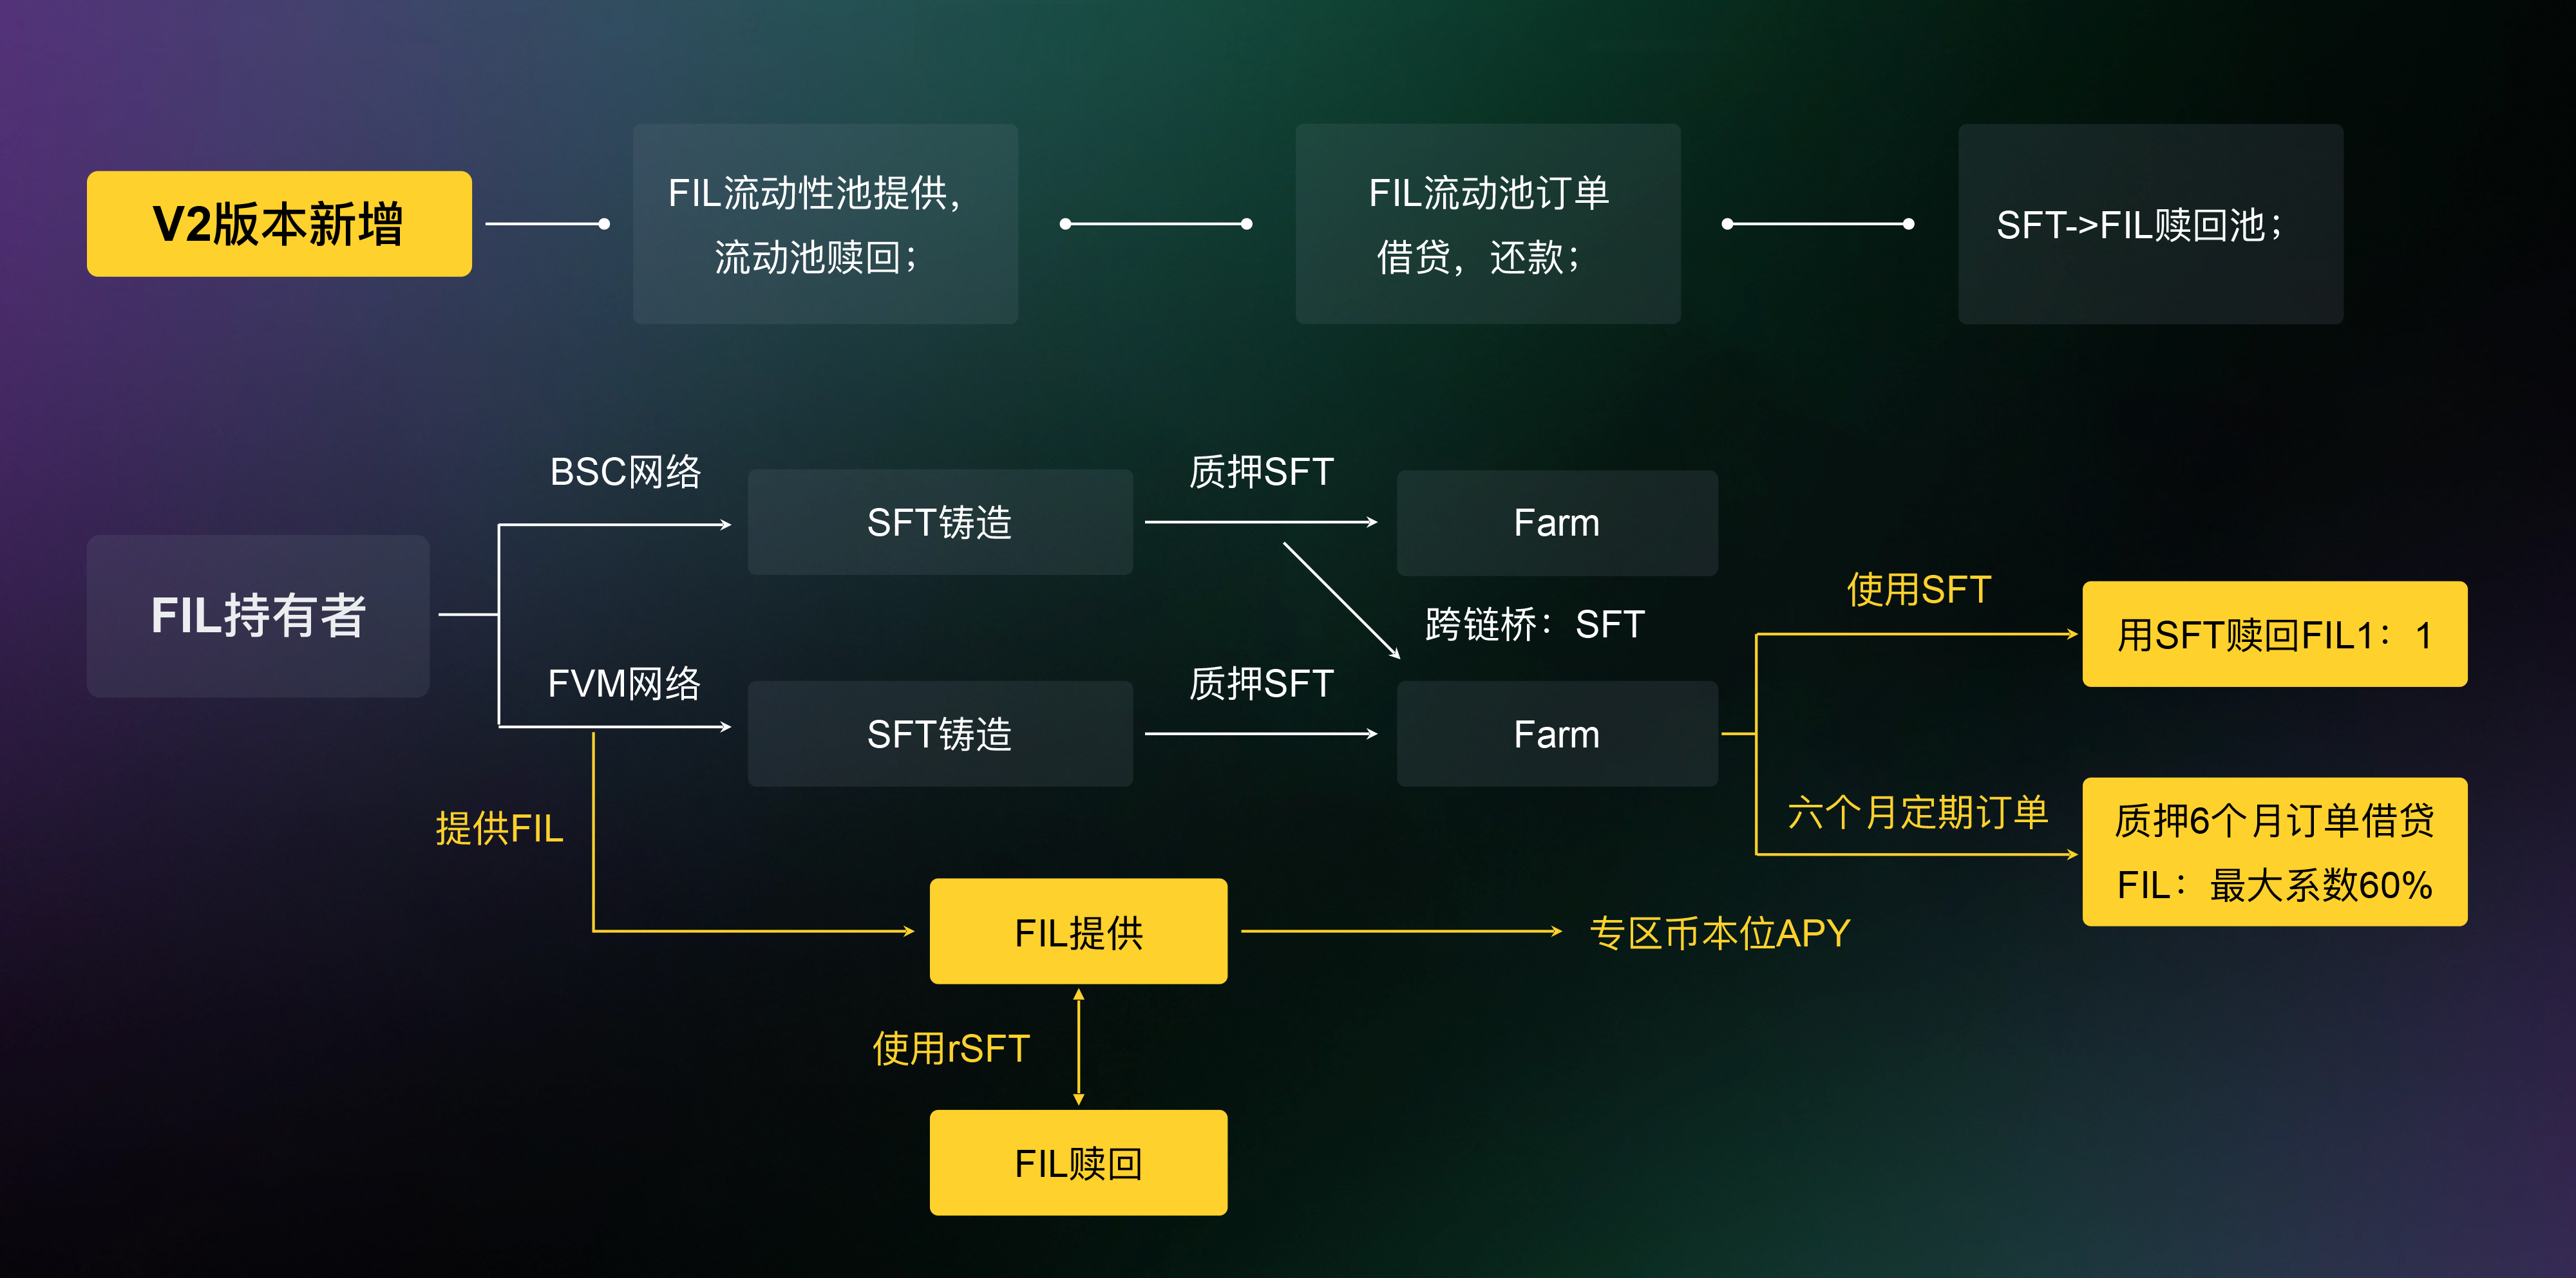 V2版本新增
FIL流动性池提供，
流动池赎回；
FIL流动池订单
借贷，还款；
SFT->FIL赎回池；
FIL持有者
BSC网络
SFT铸造
质押SFT
Farm
跨链桥：SFT
FVM网络
SFT铸造
质押SFT
Farm
使用SFT
用SFT赎回FIL1：1
六个月定期订单
质押6个月订单借贷
FIL：最大系数60%
提供FIL
FIL提供
专区币本位APY
使用rSFT
FIL赎回